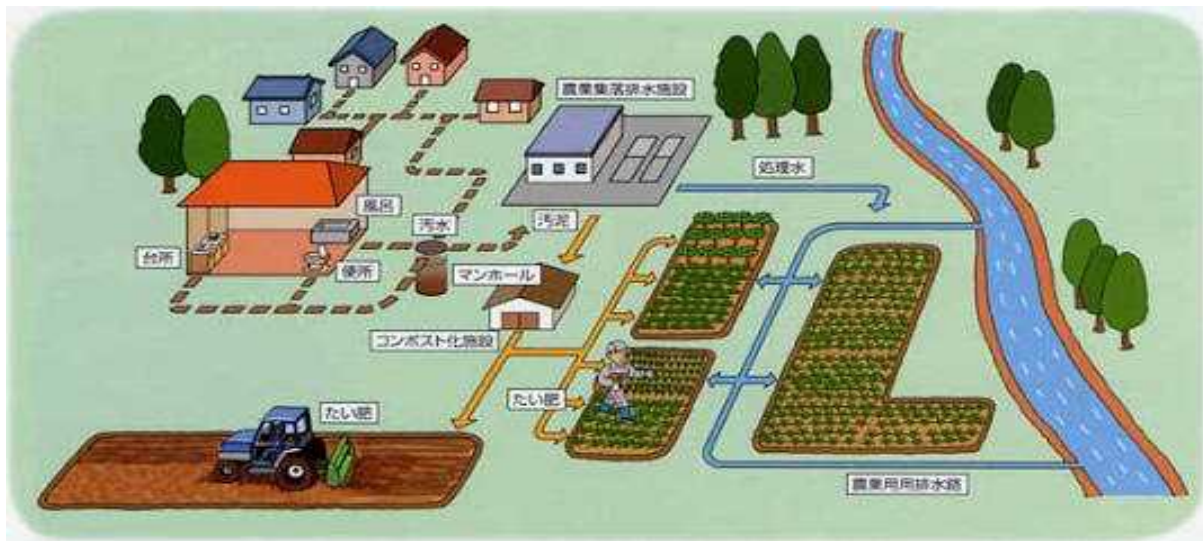 農業集落排水施設
処理水
風呂
汚水
汚泥
台所
便所
マンホール
コンポスト化施設
たい肥
たい肥
農業用用排水路